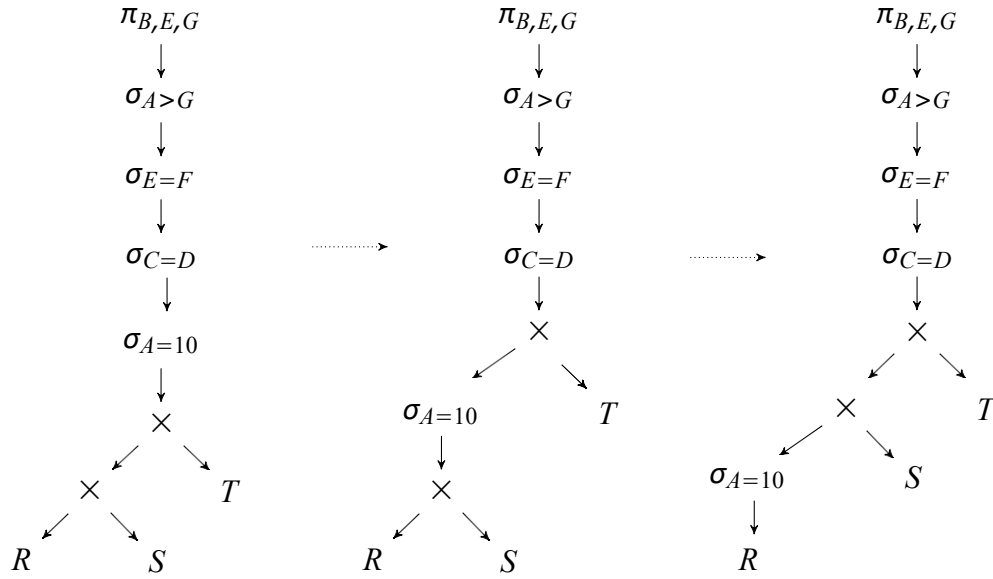 π_{B,E,G} π_{B,E,G} π_{B,E,G}
σ_{A>G} σ_{A>G} σ_{A>G}
σ_{E=F} σ_{E=F} σ_{E=F}
σ_{C=D} σ_{C=D} σ_{C=D}
σ_{A=10} × ×
× σ_{A=10} T × T
× T × σ_{A=10} S
R S R S R